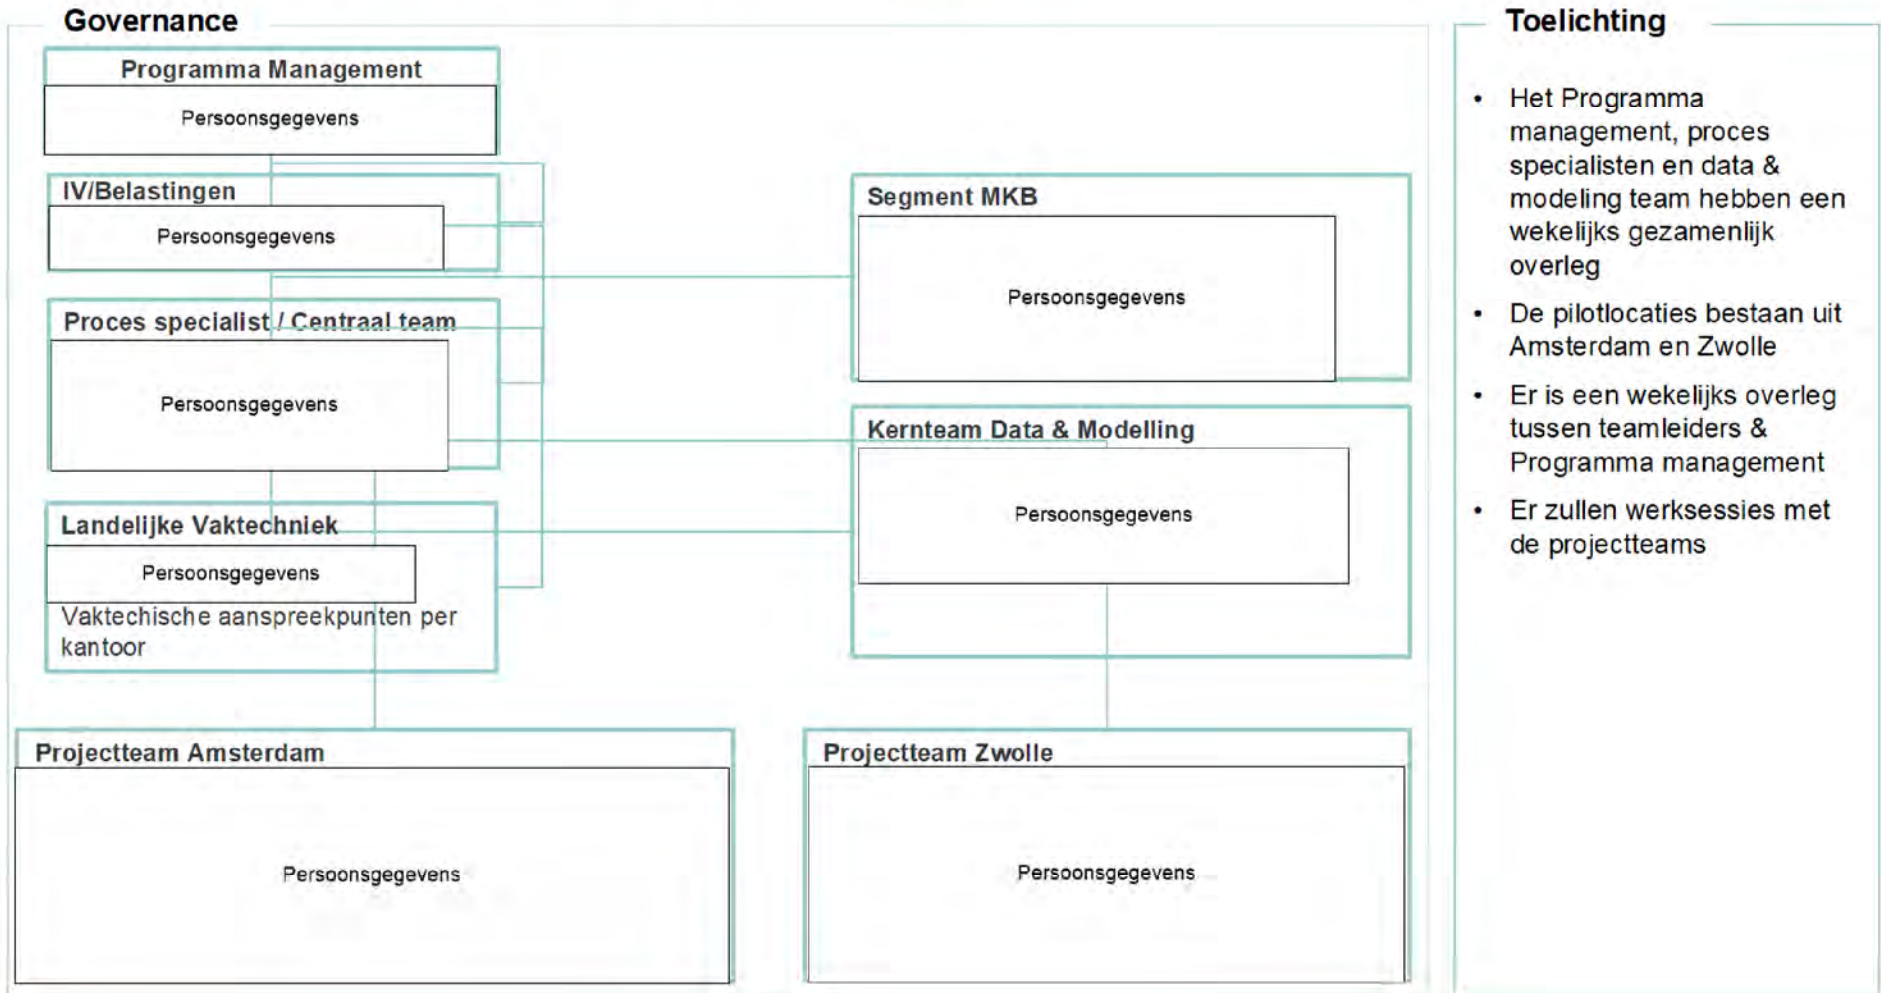 Governance
Programma Management
Persoonsgegevens
IV/Belastingen
Persoonsgegevens
Proces specialist / Centraal team
Persoonsgegevens
Landelijke Vaktechniek
Persoonsgegevens
Vaktechische aanspreekpunten per
kantoor
Segment MKB
Persoonsgegevens
Kernteam Data & Modelling
Persoonsgegevens
Projectteam Amsterdam
Persoonsgegevens
Projectteam Zwolle
Persoonsgegevens
Toelichting
• Het Programma
management, proces
specialisten en data &
modeling team hebben een
wekelijks gezamenlijk
overleg
• De pilotlocaties bestaan uit
Amsterdam en Zwolle
• Er is een wekelijks overleg
tussen teamleiders &
Programma management
• Er zullen werksessies met
de projectteams